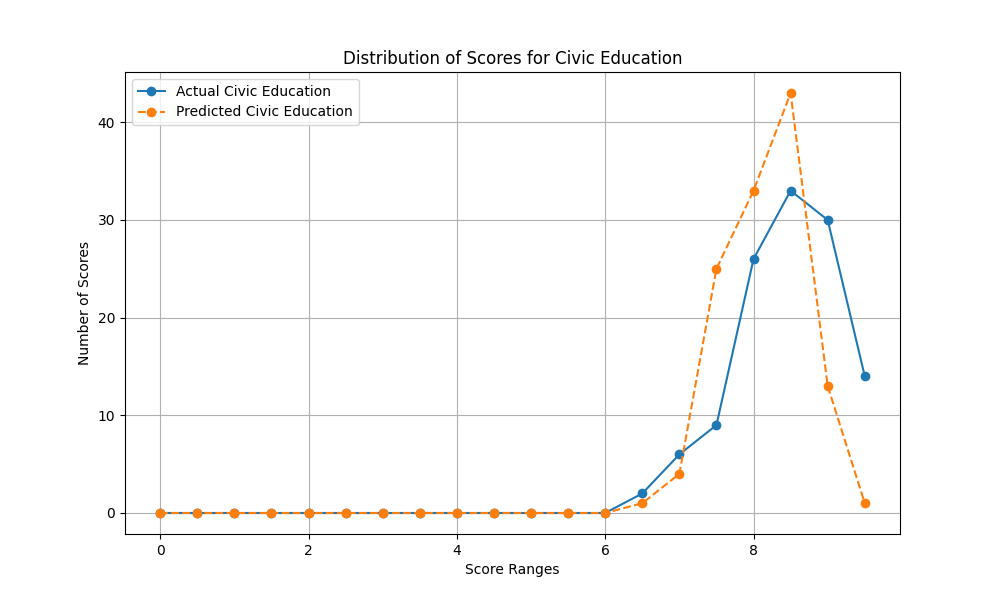 Distribution of Scores for Civic Education
Actual Civic Education
Predicted Civic Education
Number of Scores
40
30
20
10
0
0 2 4 6 8
Score Ranges